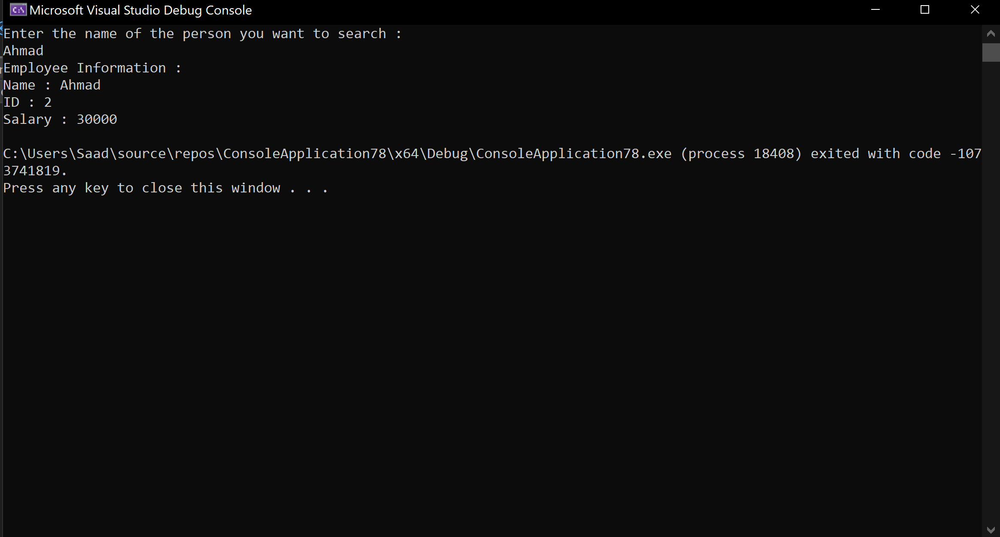 Microsoft Visual Studio Debug Console
Enter the name of the person you want to search :
Ahmad
Employee Information :
Name : Ahmad
ID : 2
Salary : 30000
C:\Users\Saad\source\repos\ConsoleApplication78\x64\Debug\ConsoleApplication78.exe (process 18408) exited with code -107
3741819.
Press any key to close this window . . .